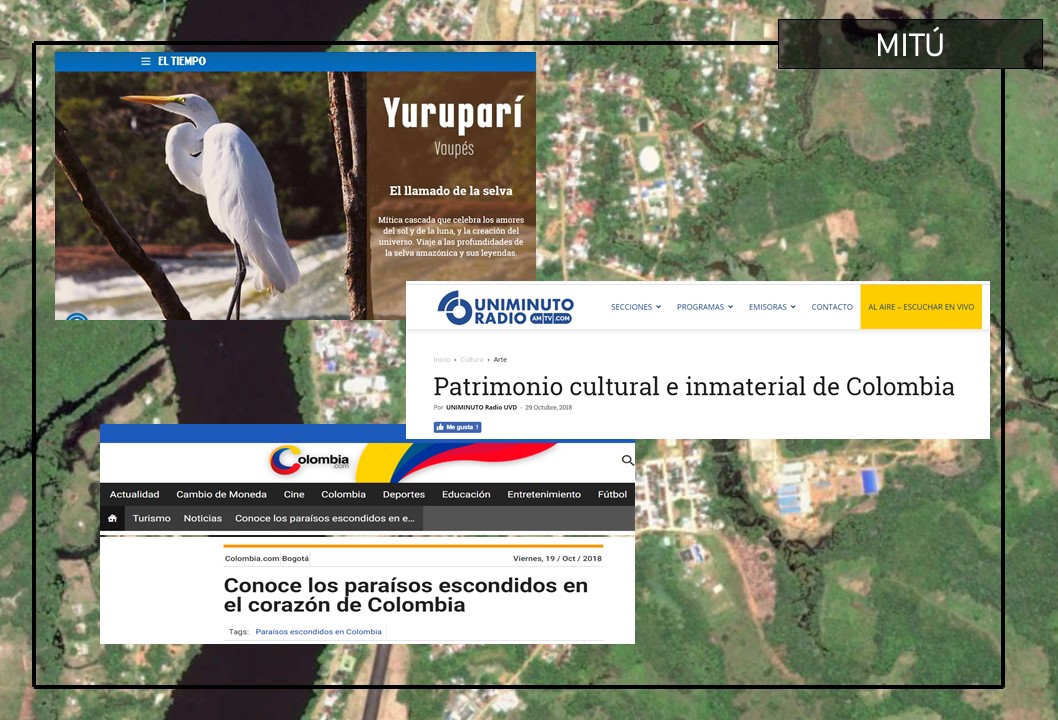 MITÚ
EL TIEMPO
Yuruparí
Vaupés
El llamado de la selva
Mítica cascada que celebra los amores
del sol y de la luna, y la creación del
universo. Viaje a las profundidades de
la selva amazónica y sus leyendas.
UNIMINUTO
RADIO AM|TV|.COM
SECCIONES PROGRAMAS EMISORAS CONTACTO AL AIRE – ESCUCHAR EN VIVO
Inicio › Cultura › Arte
Patrimonio cultural e inmaterial de Colombia
Por UNIMINUTO Radio UVD - 29 Octubre, 2018
Me gusta 1
Colombia
.com
Actualidad Cambio de Moneda Cine Colombia Deportes Educación Entretenimiento Fútbol
Turismo Noticias Conoce los paraísos escondidos en e...
Colombia.com Bogotá Viernes, 19 / Oct / 2018
Conoce los paraísos escondidos en
el corazón de Colombia
Tags: Paraísos escondidos en Colombia